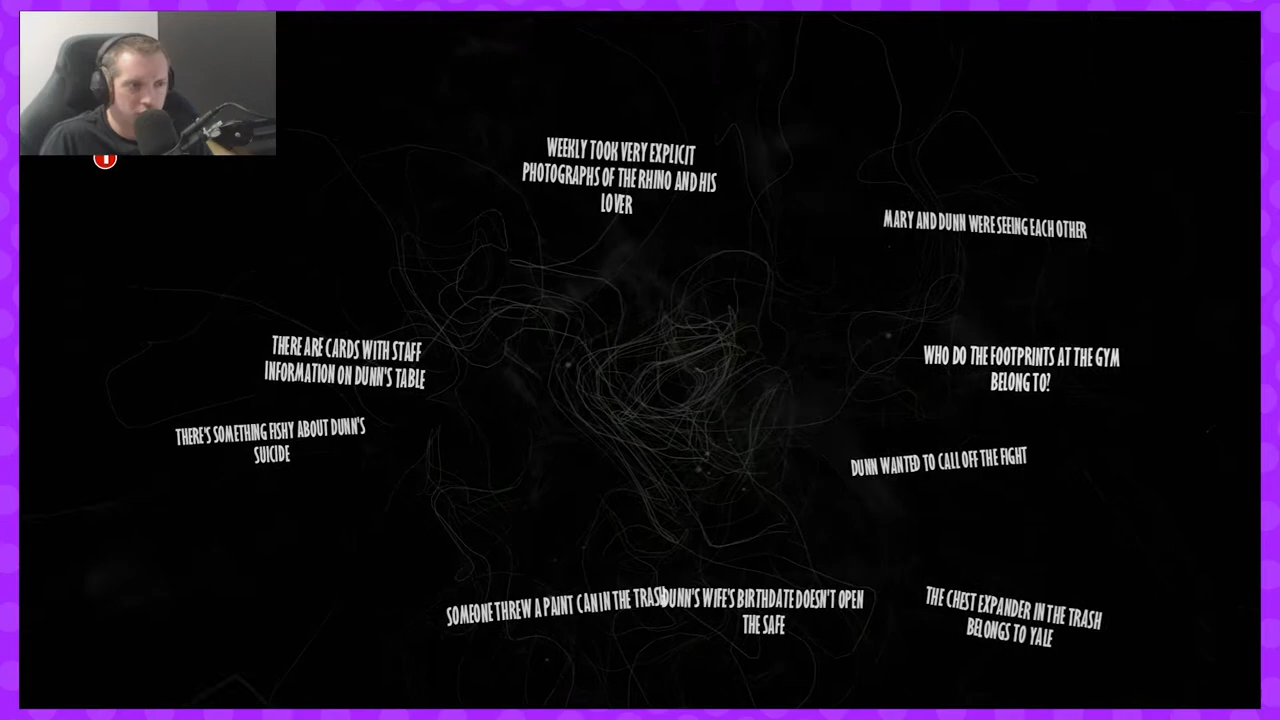 WEEKLY TOOK VERY EXPLICIT
PHOTOGRAPHS OF THE RHINO AND HIS
LOVER
MARY AND DUNN WERE SEEING EACH OTHER
THERE ARE CARDS WITH STAFF
INFORMATION ON DUNN'S TABLE
WHO DO THE FOOTPRINTS AT THE GYM
BELONG TO?
THERE'S SOMETHING FISHY ABOUT DUNN'S
SUICIDE
DUNN WANTED TO CALL OFF THE FIGHT
SOMEONE THREW A PAINT CAN IN THE TRASH
DUNN'S WIFE'S BIRTHDATE DOESN'T OPEN
THE SAFE
THE CHEST EXPANDER IN THE TRASH
BELONGS TO YALE